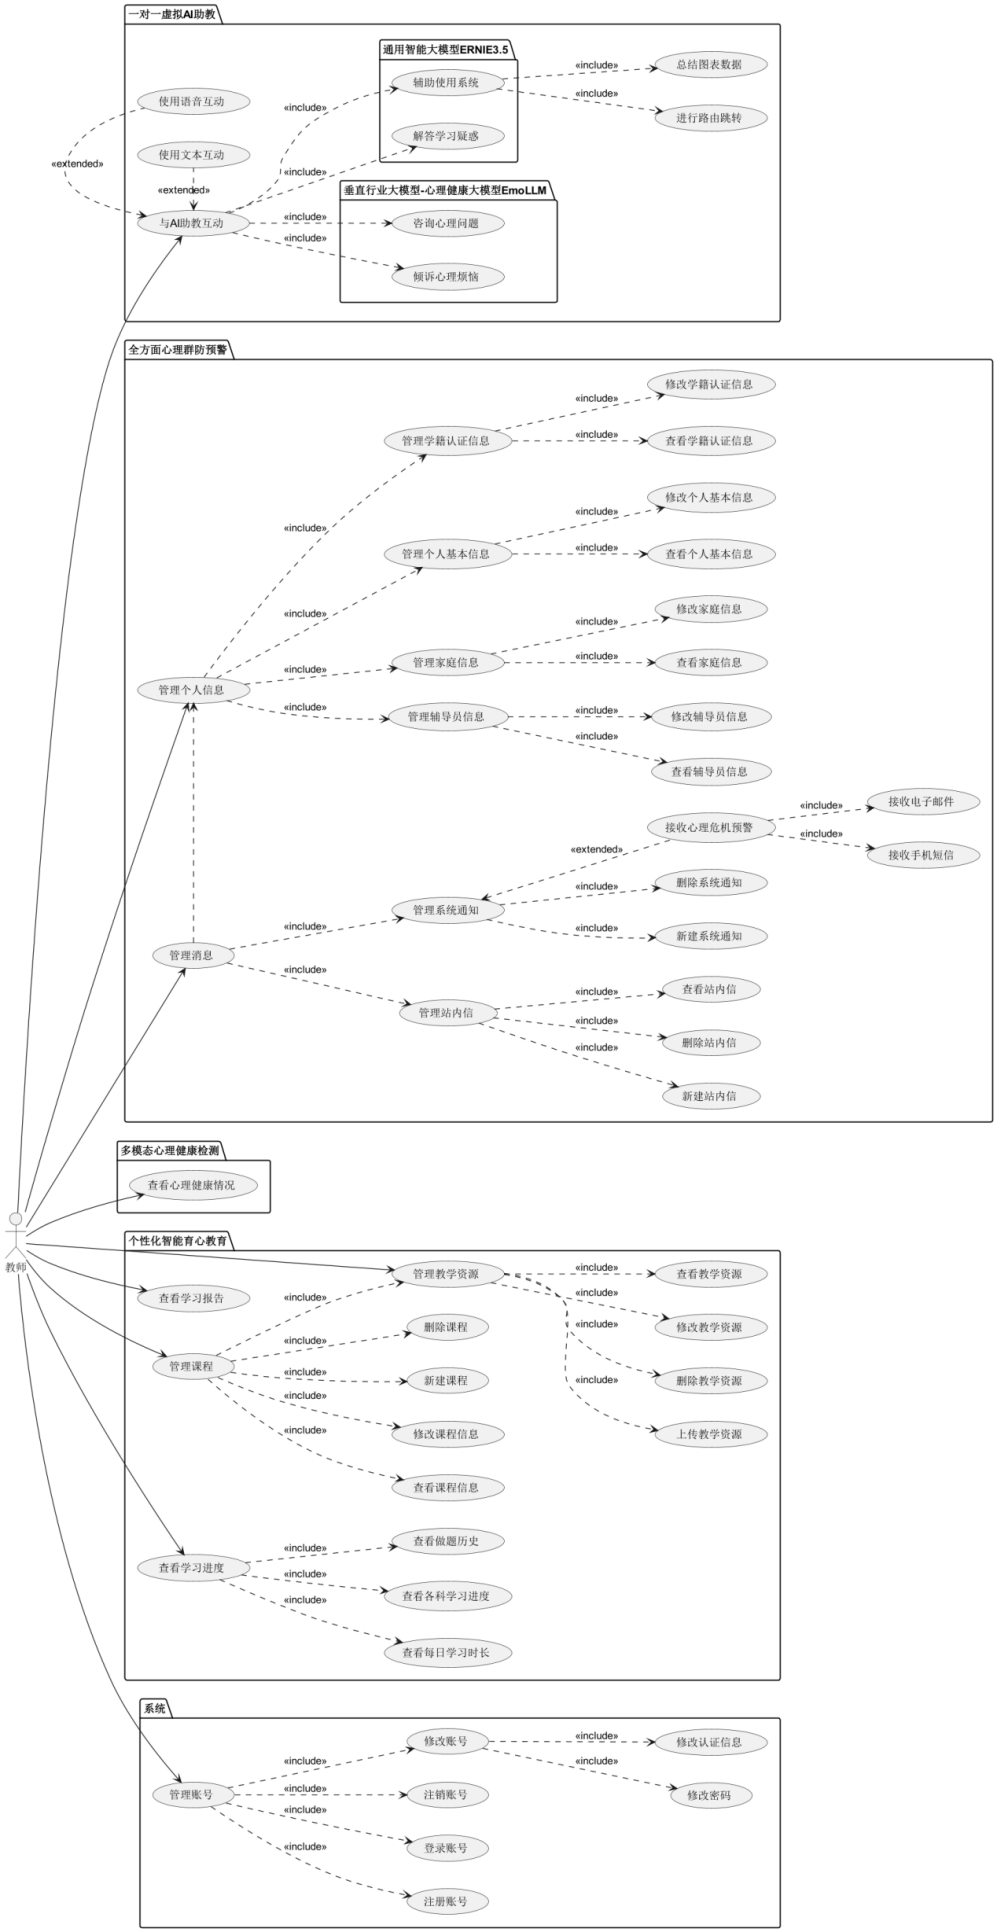 一对一虚拟AI助教
通用智能大模型ERNIE3.5
辅助使用系统
«include»
总结图表数据
«include»
进行路由跳转
使用语音互动
«include»
解答学习疑惑
«extended»
使用文本互动
«extended»
«include»
垂直行业大模型-心理健康大模型EmoLLM
与AI助教互动
«include»
咨询心理问题
«include»
倾诉心理烦恼
全方面心理群防预警
修改学籍认证信息
«include»
管理学籍认证信息
«include»
查看学籍认证信息
修改个人基本信息
«include»
«include»
管理个人基本信息
«include»
查看个人基本信息
«include»
修改家庭信息
«include»
管理家庭信息
«include»
查看家庭信息
管理个人信息
«include»
«include»
管理辅导员信息
«include»
修改辅导员信息
«include»
查看辅导员信息
接收电子邮件
«include»
接收心理危机预警
«include»
接收手机短信
«extended»
删除系统通知
«include»
管理系统通知
«include»
新建系统通知
«include»
管理消息
«include»
管理站内信
«include»
查看站内信
«include»
删除站内信
«include»
新建站内信
多模态心理健康检测
查看心理健康情况
教师
个性化智能育心教育
管理教学资源
«include»
查看教学资源
查看学习报告
«include»
«include»
修改教学资源
删除课程
«include»
«include»
管理课程
«include»
新建课程
«include»
删除教学资源
«include»
修改课程信息
上传教学资源
«include»
查看课程信息
查看做题历史
«include»
查看学习进度
«include»
查看各科学习进度
«include»
查看每日学习时长
系统
修改账号
«include»
修改认证信息
«include»
«include»
修改密码
管理账号
«include»
注销账号
«include»
登录账号
«include»
注册账号